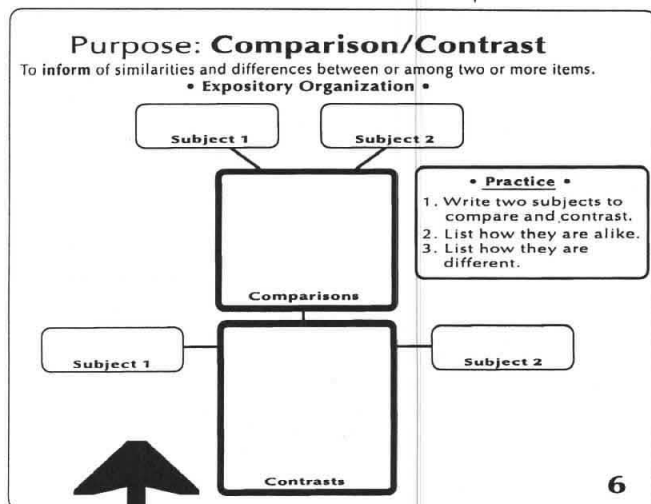 Purpose: Comparison/Contrast
To inform of similarities and differences between or among two or more items.
• Expository Organization •
Subject 1
Subject 2
• Practice •
1. Write two subjects to
compare and contrast.
2. List how they are alike.
3. List how they are
different.
Comparisons
Subject 1
Subject 2
Contrasts
6